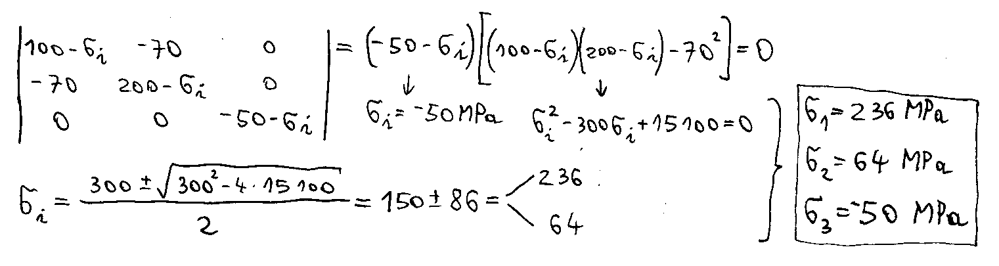 |100-σᵢ -70 0| = (-50-σᵢ)[(100-σᵢ)(200-σᵢ)-70²]=0
|-70 200-σᵢ 0| ↓ ↓
|0 0 -50-σᵢ| σᵢ=-50MPa σᵢ²-300σᵢ+15100=0
σᵢ = (300 ± √(300²-4·15100))/2 = 150 ± 86 = < 236
64
σ₁=236 MPa
σ₂=64 MPa
σ₃=-50 MPa